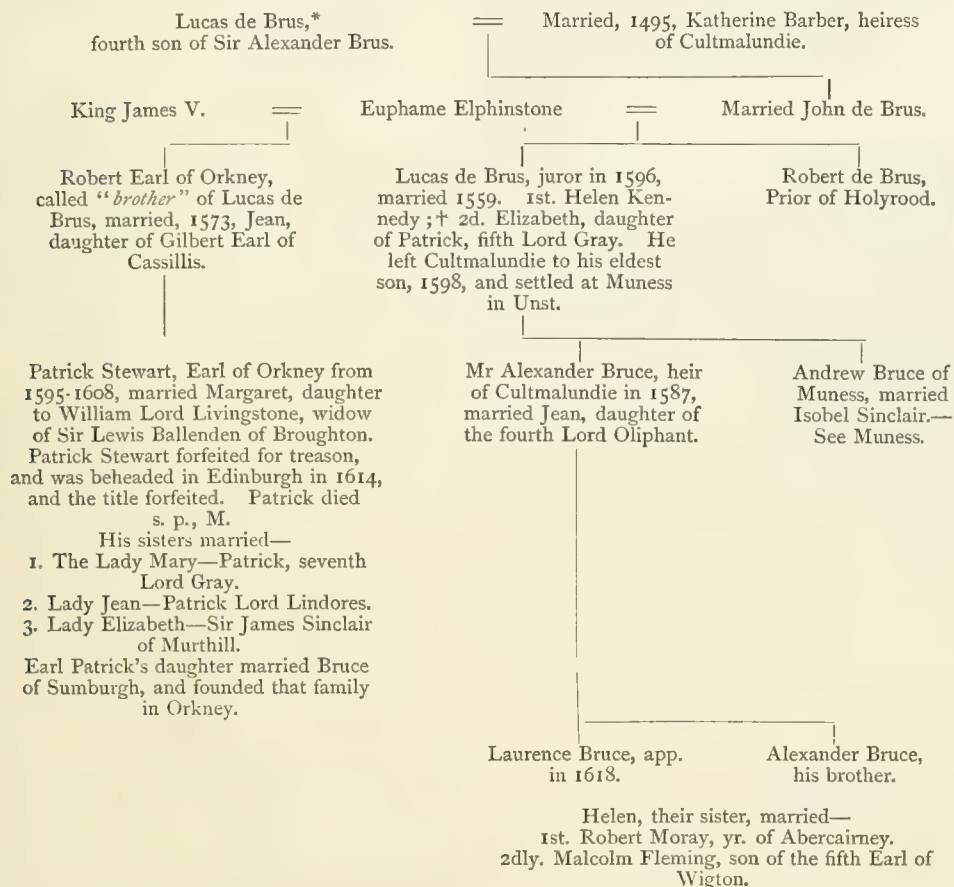 Lucas de Brus,*
fourth son of Sir Alexander Brus.
=
Married, 1495, Katherine Barber, heiress
of Cultmalundie.
King James V.
=
Euphame Elphinstone
=
Married John de Brus.
Robert Earl of Orkney,
called “brother” of Lucas de
Brus, married, 1573, Jean,
daughter of Gilbert Earl of
Cassillis.
Lucas de Brus, juror in 1596,
married 1559. 1st. Helen Ken-
nedy ;† 2d. Elizabeth, daughter
of Patrick, fifth Lord Gray. He
left Cultmalundie to his eldest
son, 1598, and settled at Muness
in Unst.
Robert de Brus,
Prior of Holyrood.
Patrick Stewart, Earl of Orkney from
1595-1608, married Margaret, daughter
to William Lord Livingstone, widow
of Sir Lewis Ballenden of Broughton.
Patrick Stewart forfeited for treason,
and was beheaded in Edinburgh in 1614,
and the title forfeited. Patrick died
s. p., M.
His sisters married—
1. The Lady Mary—Patrick, seventh
Lord Gray.
2. Lady Jean—Patrick Lord Lindores.
3. Lady Elizabeth—Sir James Sinclair
of Murthill.
Earl Patrick's daughter married Bruce
of Sumburgh, and founded that family
in Orkney.
Mr Alexander Bruce, heir
of Cultmalundie in 1587,
married Jean, daughter of
the fourth Lord Oliphant.
Andrew Bruce of
Muness, married
Isobel Sinclair.—
See Muness.
Laurence Bruce, app.
in 1618.
Alexander Bruce,
his brother.
Helen, their sister, married—
1st. Robert Moray, yr. of Abercairney.
2dly. Malcolm Fleming, son of the fifth Earl of
Wigton.